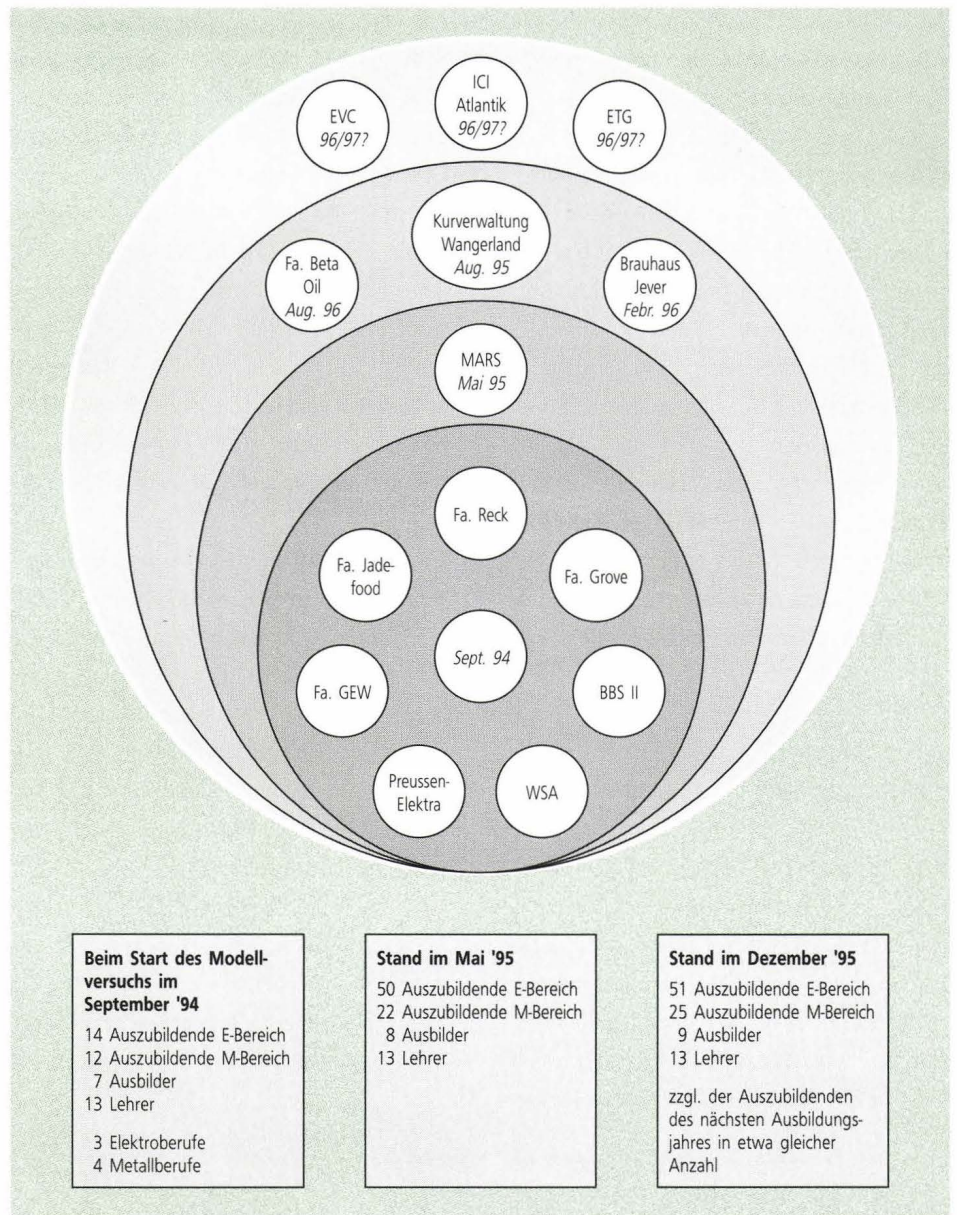 EVC
96/97?
ICI
Atlantik
96/97?
ETG
96/97?
Kurverwaltung
Wangerland
Aug. 95
Fa. Beta
Oil
Aug. 96
Brauhaus
Jever
Febr. 96
MARS
Mai 95
Fa. Reck
Fa. Jade-
food
Fa. Grove
Sept. 94
Fa. GEW
BBS II
Preussen-
Elektra
WSA
Beim Start des Modell-
versuchs im
September '94
14 Auszubildende E-Bereich
12 Auszubildende M-Bereich
7 Ausbilder
13 Lehrer
3 Elektroberufe
4 Metallberufe
Stand im Mai '95
50 Auszubildende E-Bereich
22 Auszubildende M-Bereich
8 Ausbilder
13 Lehrer
Stand im Dezember '95
51 Auszubildende E-Bereich
25 Auszubildende M-Bereich
9 Ausbilder
13 Lehrer
zzgl. der Auszubildenden
des nächsten Ausbildungs-
jahres in etwa gleicher
Anzahl